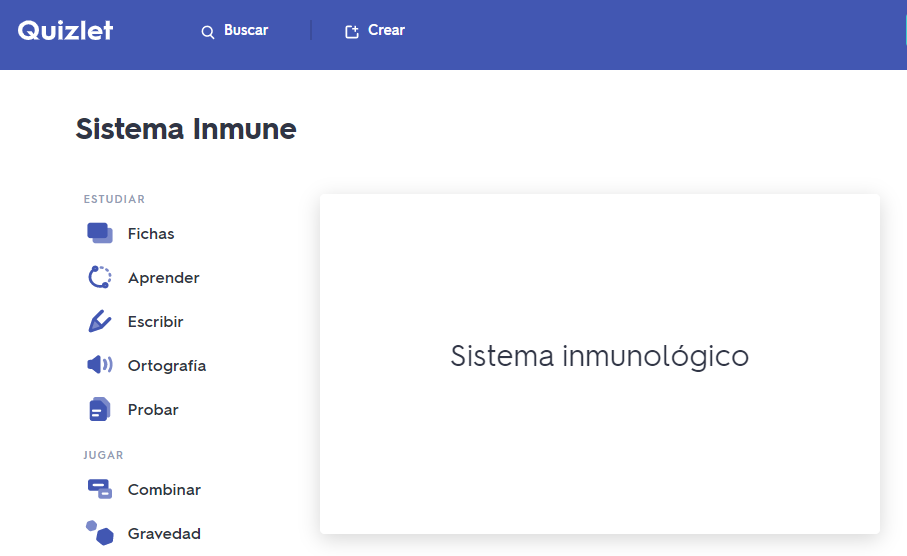 Quizlet
Buscar
Crear
Sistema Inmune
ESTUDIAR
Fichas
Aprender
Escribir
Ortografía
Probar
JUGAR
Combinar
Gravedad
Sistema inmunológico